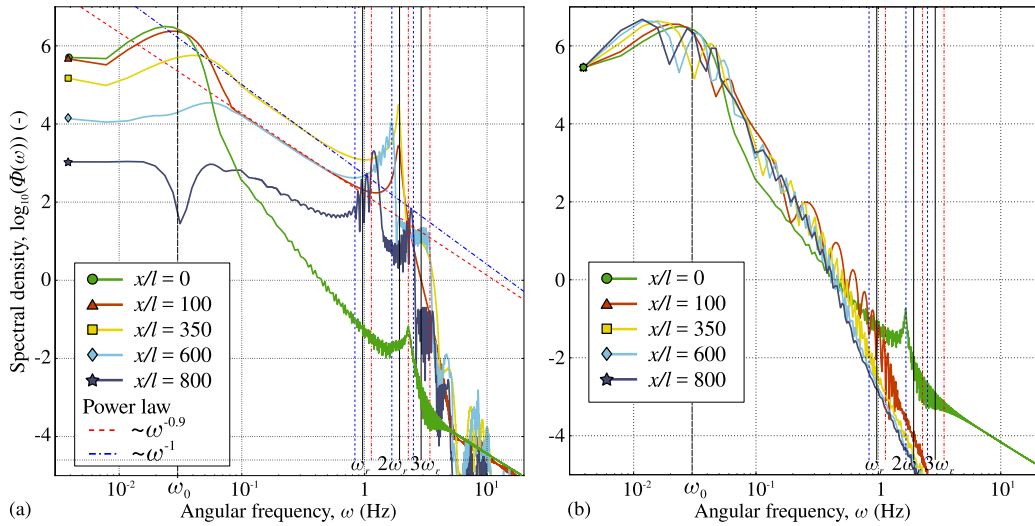 Spectral density, log10(Φ̄(ω)) (-)
6
4
2
0
-2
-4
x/l = 0
x/l = 100
x/l = 350
x/l = 600
x/l = 800
Power law
~ω^-0.9
~ω^-1
ωr 2ωr 3ωr
10^-2 ω0 10^-1 1 10
Angular frequency, ω (Hz)
(a)
6
4
2
0
-2
-4
x/l = 0
x/l = 100
x/l = 350
x/l = 600
x/l = 800
ωr 2ωr 3ωr
10^-2 ω0 10^-1 1 10
Angular frequency, ω (Hz)
(b)